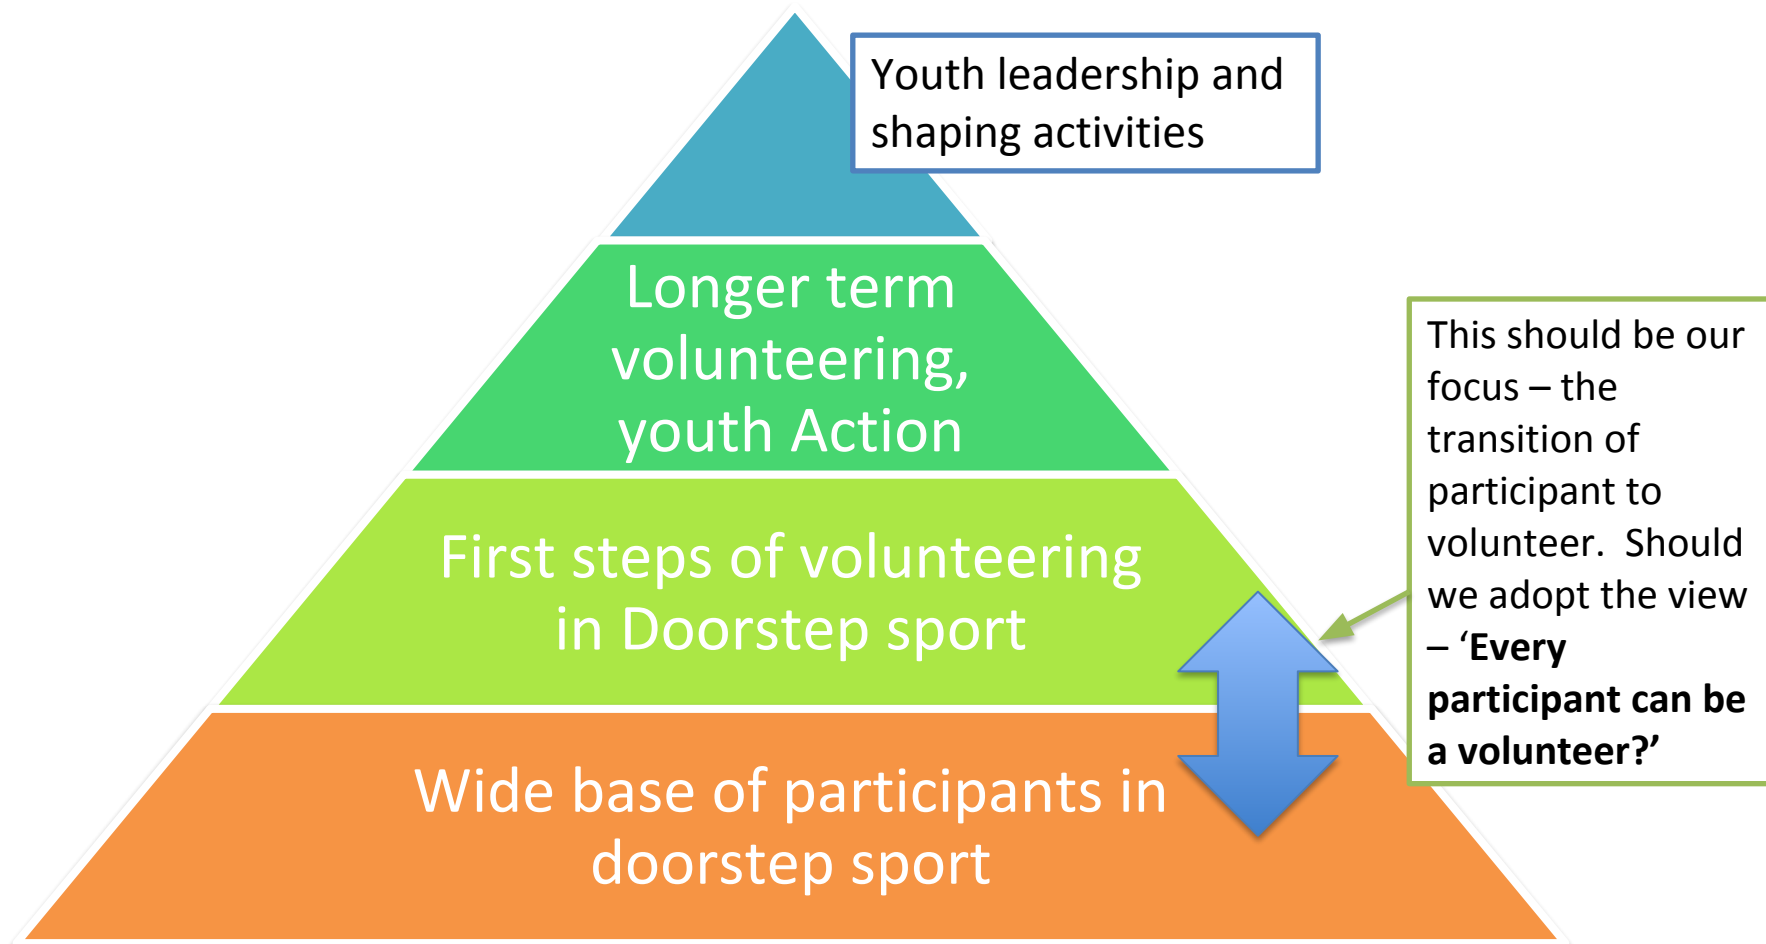 Youth leadership and
shaping activities
Longer term
volunteering,
youth Action
First steps of volunteering
in Doorstep sport
Wide base of participants in
doorstep sport
This should be our
focus – the
transition of
participant to
volunteer.  Should
we adopt the view
– ‘Every
participant can be
a volunteer?’